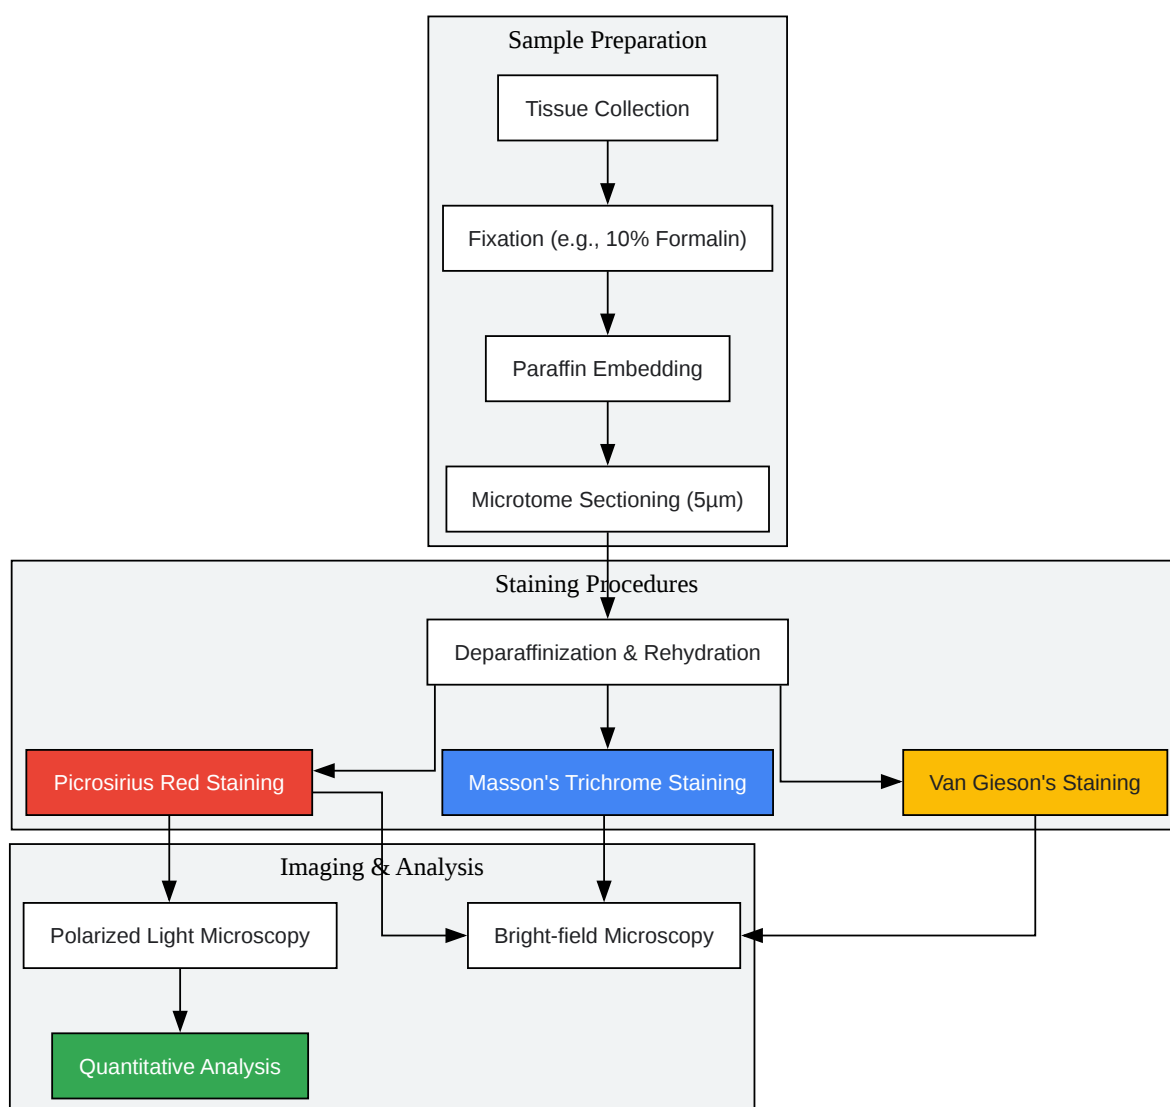 Sample Preparation
Tissue Collection
Fixation (e.g., 10% Formalin)
Paraffin Embedding
Microtome Sectioning (5µm)
Staining Procedures
Deparaffinization & Rehydration
Picrosirius Red Staining
Masson's Trichrome Staining
Van Gieson's Staining
Imaging & Analysis
Polarized Light Microscopy
Bright-field Microscopy
Quantitative Analysis